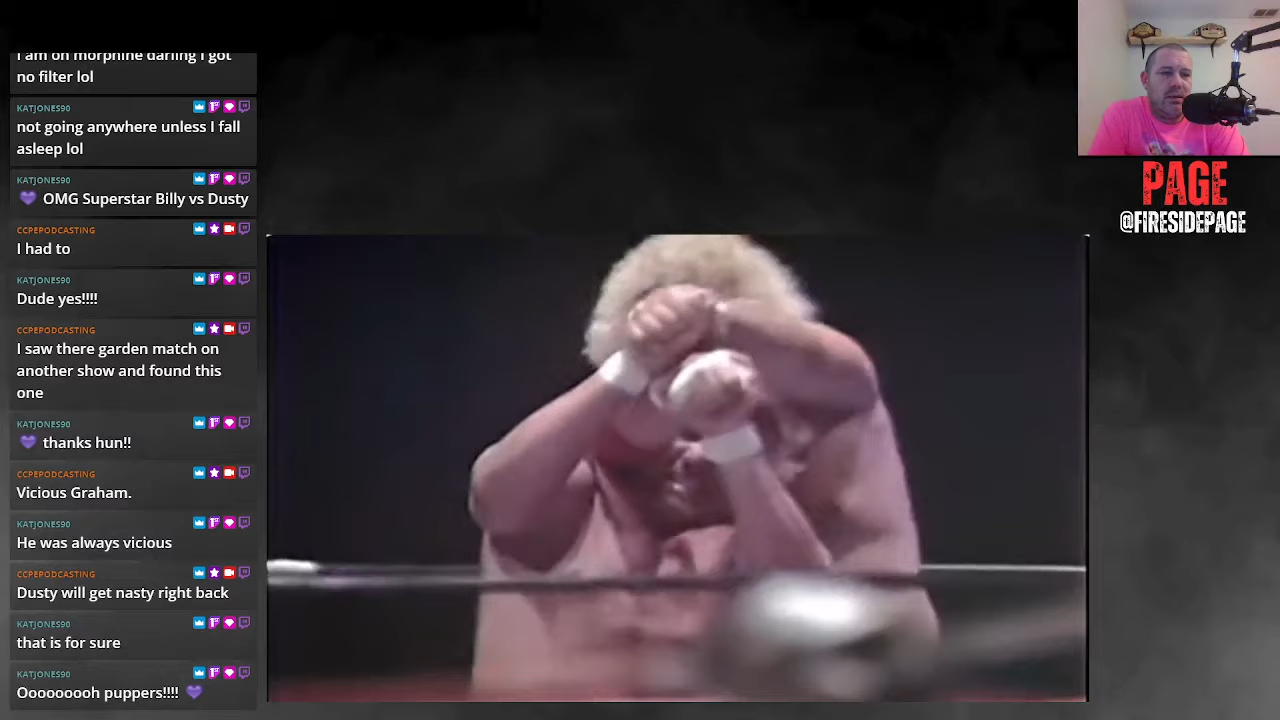 I am on morphine darling I got
no filter lol
KATJONES90
not going anywhere unless I fall
asleep lol
KATJONES90
💜 OMG Superstar Billy vs Dusty
CCPEPODCASTING
I had to
KATJONES90
Dude yes!!!!
CCPEPODCASTING
I saw there garden match on
another show and found this
one
KATJONES90
💜 thanks hun!!
CCPEPODCASTING
Vicious Graham.
KATJONES90
He was always vicious
CCPEPODCASTING
Dusty will get nasty right back
KATJONES90
that is for sure
KATJONES90
Ooooooooh puppers!!!! 💜
PAGE
@FIRESIDEPAGE